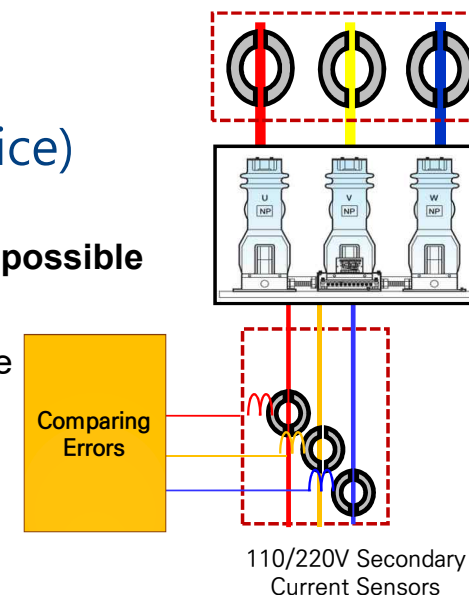 ice)
possible
e
Comparing
Errors
U V W
NP NP NP
110/220V Secondary
Current Sensors